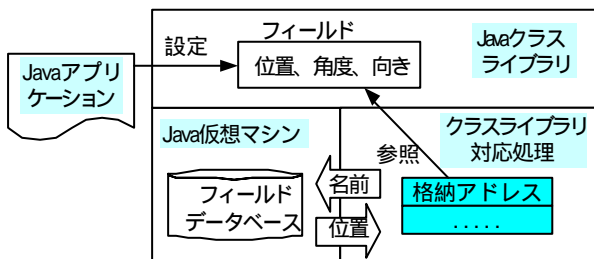 フィールド
設定
Javaクラス
ライブラリ
Javaアプリ
ケーション
位置、角度、向き
Java仮想マシン
クラスライブラリ
対応処理
参照
名前
格納アドレス
.....
フィールド
データベース
位置